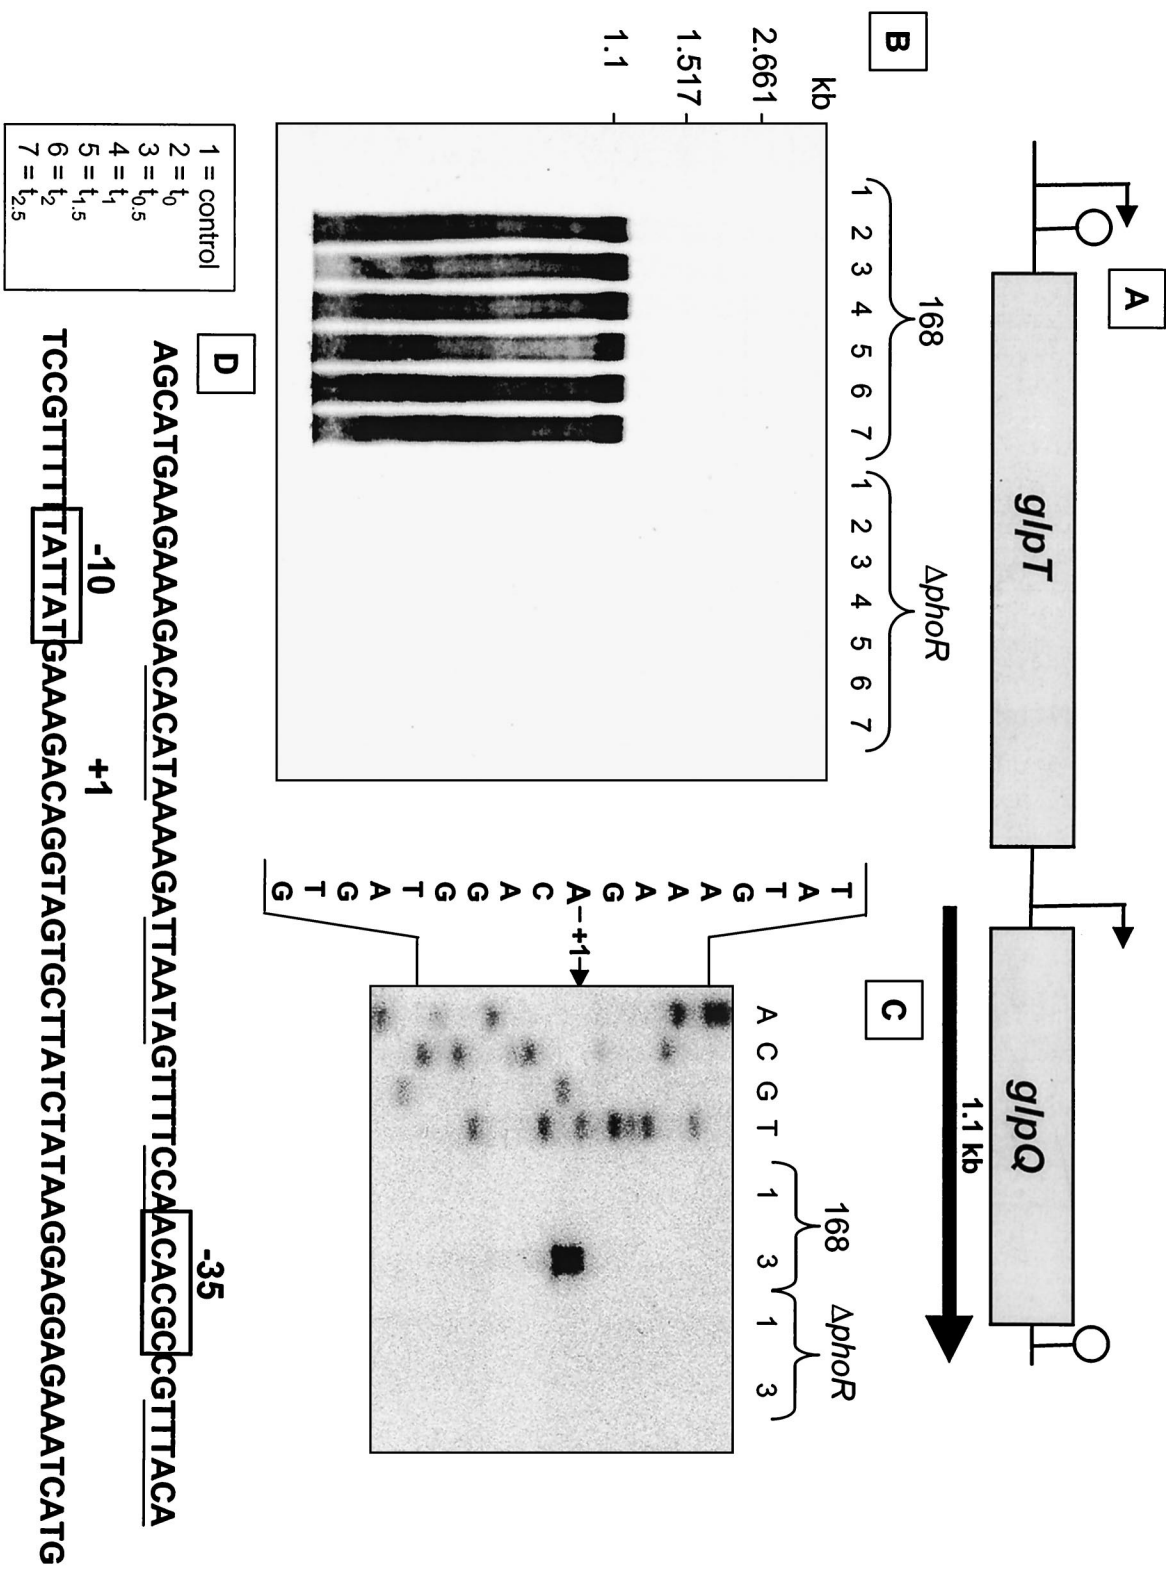 A
glpT
glpQ
1.1 kb
B
168
ΔphoR
1 2 3 4 5 6 7 1 2 3 4 5 6 7
kb
2.661
1.517
1.1
1 = control
2 = t0
3 = t0.5
4 = t1
5 = t1.5
6 = t2
7 = t2.5
C
168
ΔphoR
A C G T 1 3 1 3
T
A
T
G
A
A
A
G
A +1
C
A
G
G
T
A
G
T
G
D
-35
AGCATGAAGAAAGACACATAAAAGATTAATAGTTTTCCAACACGCCGTTTACA
-10 +1
TCCGTTTTTTATTATGAAAGACAGGTAGTGCTTATCTATAAGGAGGAGAAATCATG